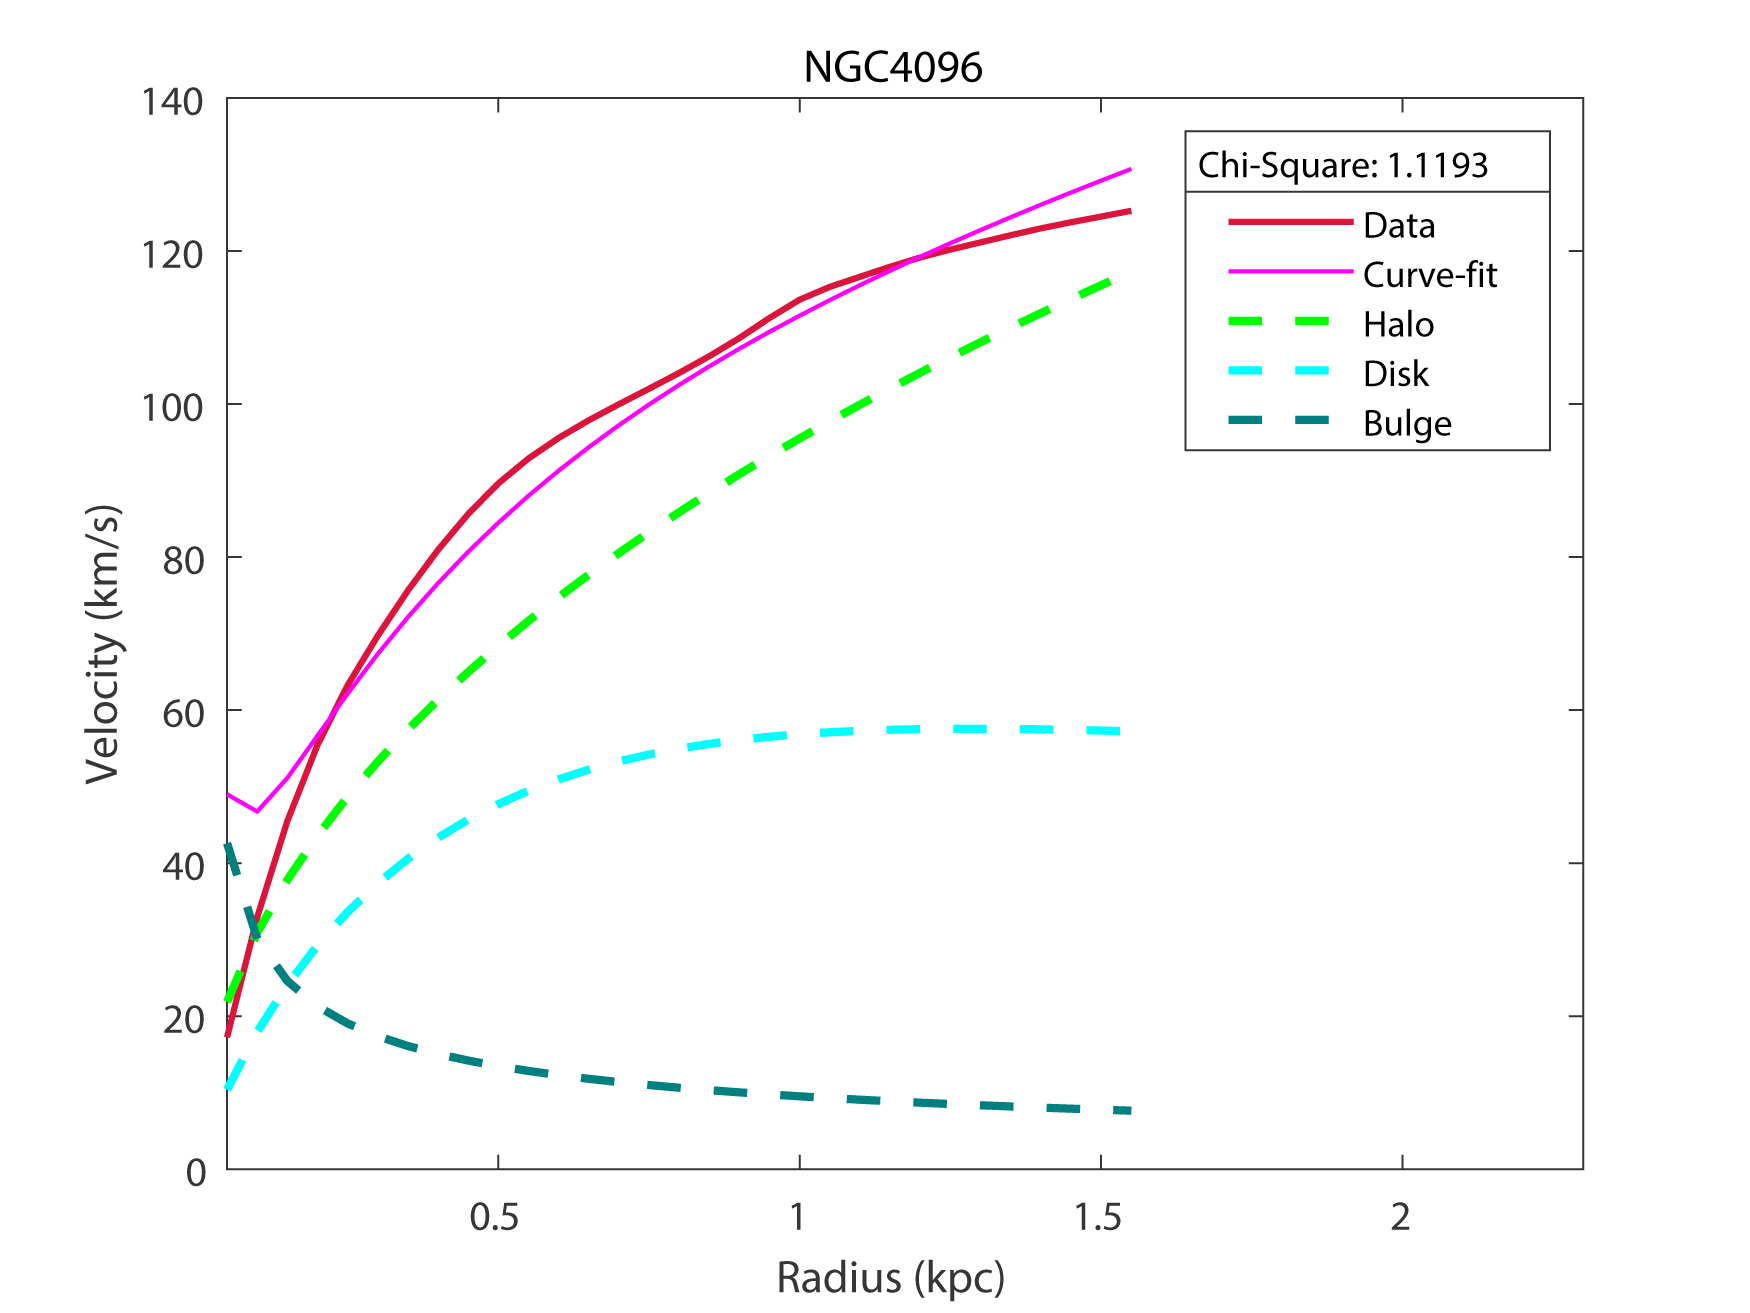 NGC4096
140
120
100
80
60
40
20
0
Velocity (km/s)
Chi-Square: 1.1193
Data
Curve-fit
Halo
Disk
Bulge
0.5
1
1.5
2
Radius (kpc)